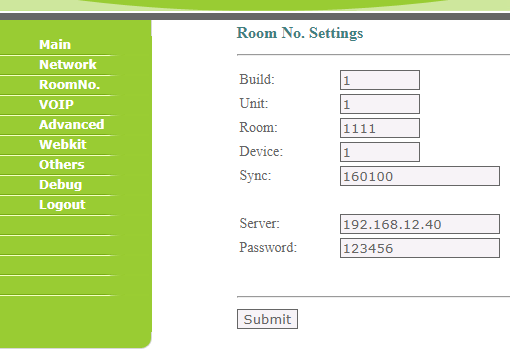 Main
Network
RoomNo.
VOIP
Advanced
Webkit
Others
Debug
Logout
Room No. Settings
Build: 1
Unit: 1
Room: 1111
Device: 1
Sync: 160100
Server: 192.168.12.40
Password: 123456
Submit